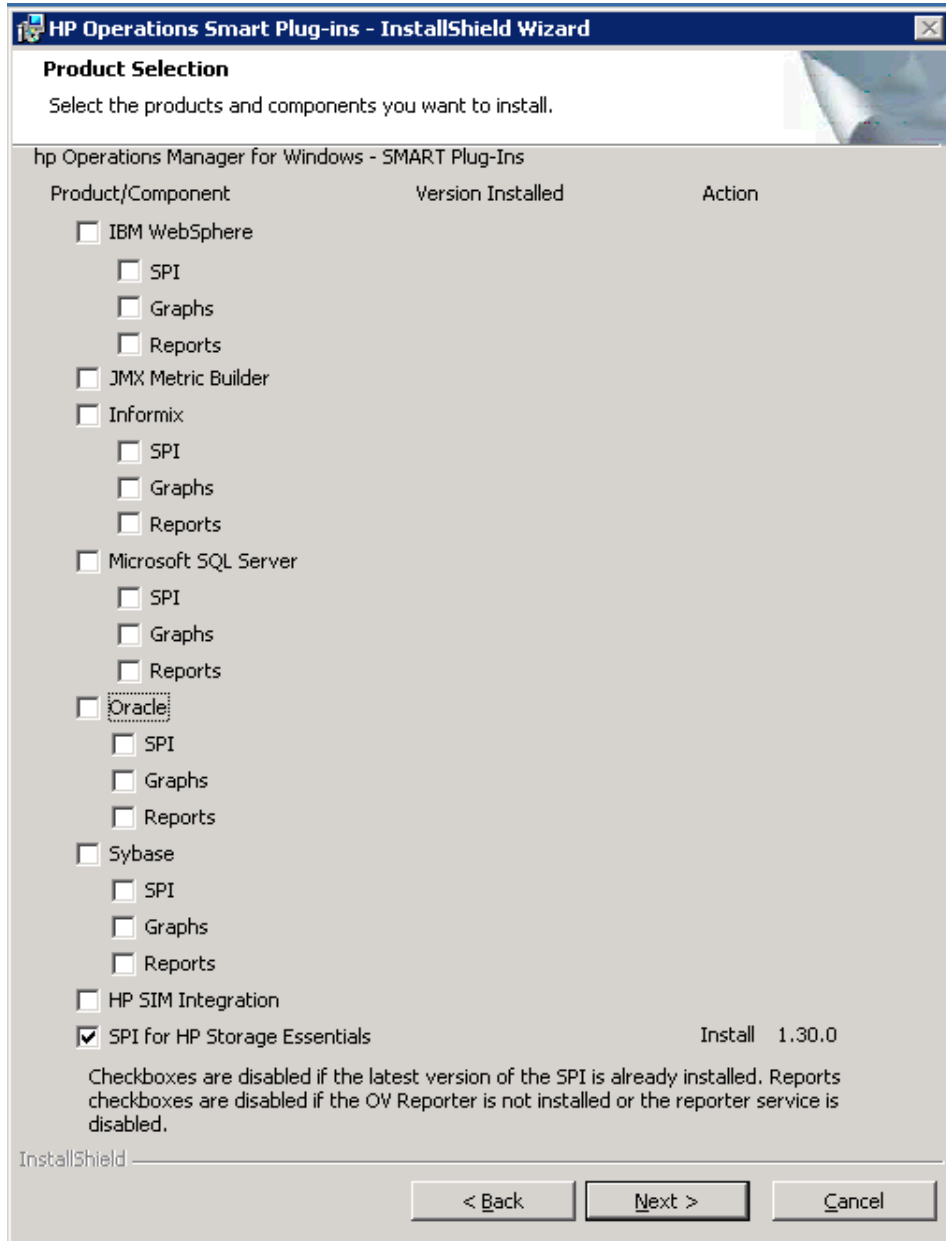 HP Operations Smart Plug-ins - InstallShield Wizard
Product Selection
Select the products and components you want to install.
hp Operations Manager for Windows - SMART Plug-Ins
Product/Component Version Installed Action
IBM WebSphere
SPI
Graphs
Reports
JMX Metric Builder
Informix
SPI
Graphs
Reports
Microsoft SQL Server
SPI
Graphs
Reports
Oracle
SPI
Graphs
Reports
Sybase
SPI
Graphs
Reports
HP SIM Integration
SPI for HP Storage Essentials Install 1.30.0
Checkboxes are disabled if the latest version of the SPI is already installed. Reports
checkboxes are disabled if the OV Reporter is not installed or the reporter service is
disabled.
InstallShield
< Back Next > Cancel